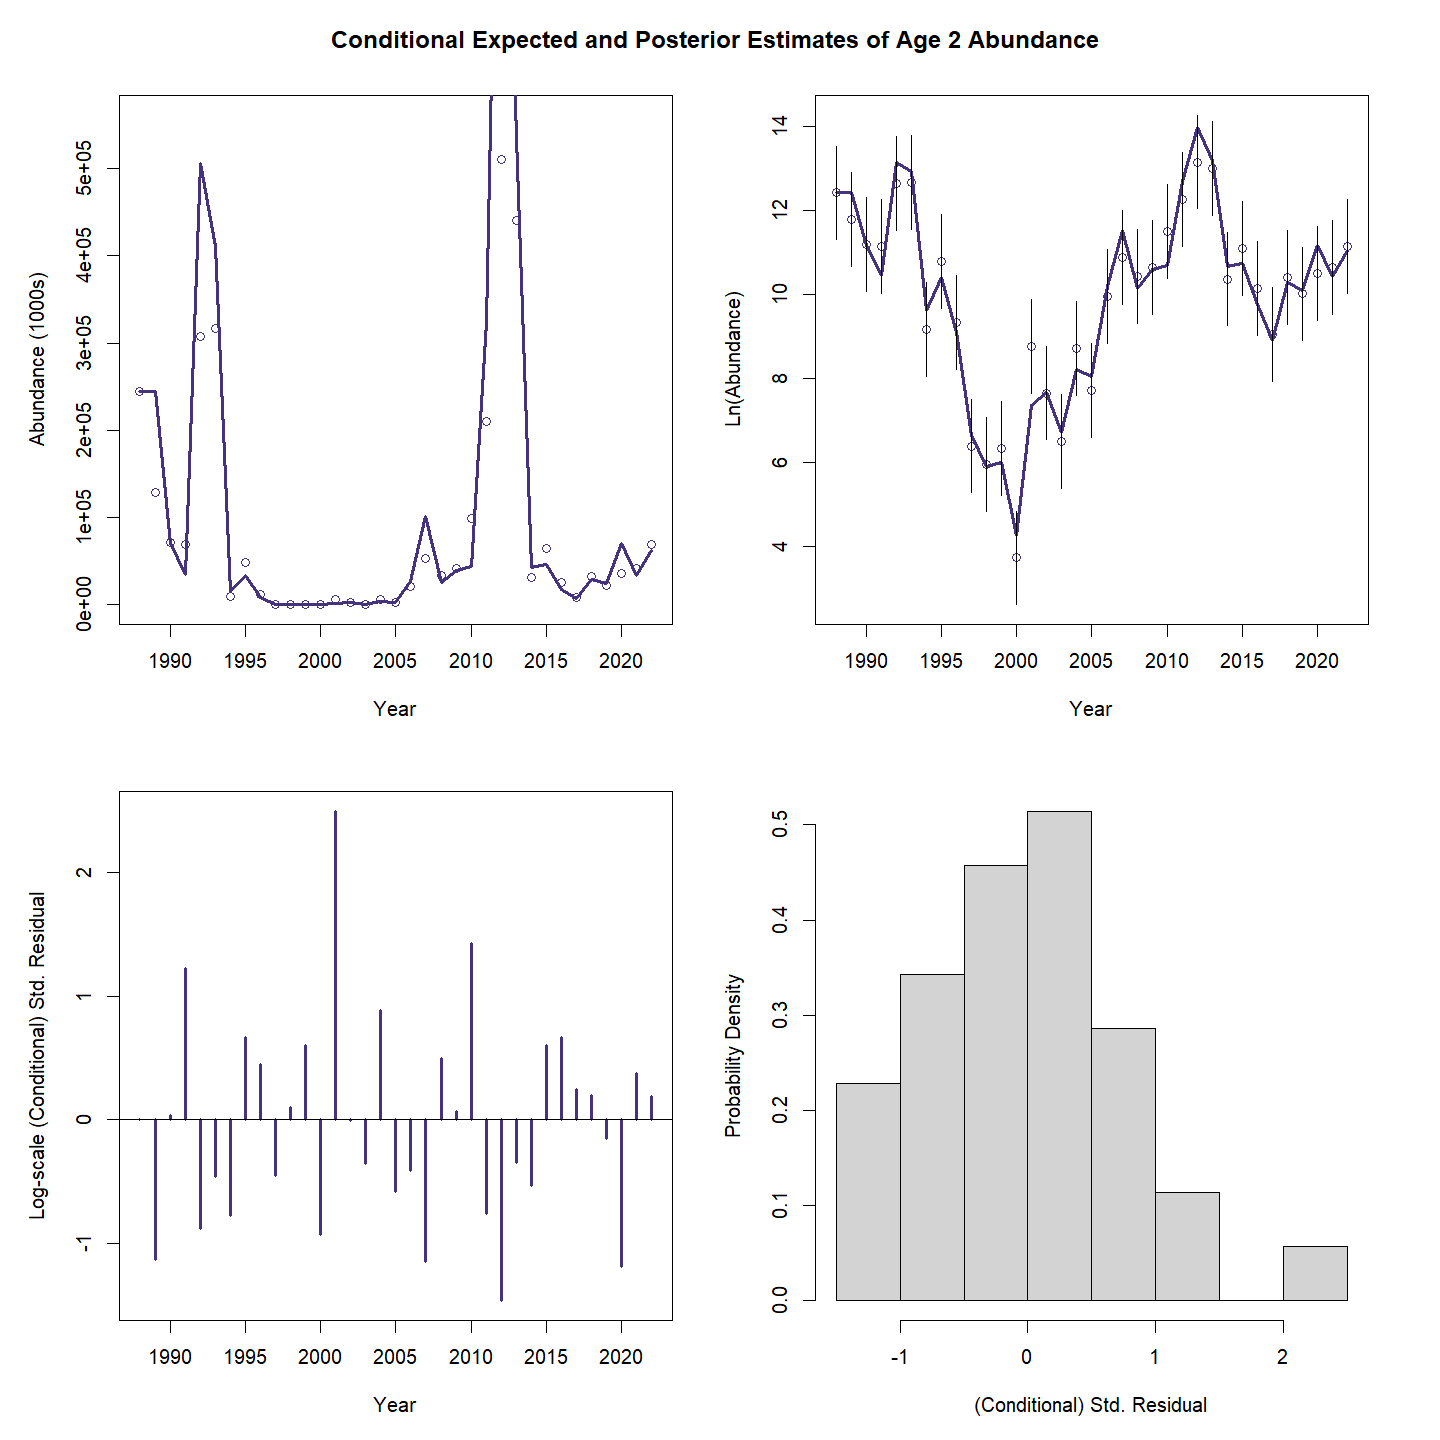 Conditional Expected and Posterior Estimates of Age 2 Abundance
Abundance (1000s)
5e+05
4e+05
3e+05
2e+05
1e+05
0e+00
1990 1995 2000 2005 2010 2015 2020
Year
Ln(Abundance)
14
12
10
8
6
4
1990 1995 2000 2005 2010 2015 2020
Year
Log-scale (Conditional) Std. Residual
2
1
0
-1
1990 1995 2000 2005 2010 2015 2020
Year
Probability Density
0.5
0.4
0.3
0.2
0.1
0.0
-1 0 1 2
(Conditional) Std. Residual